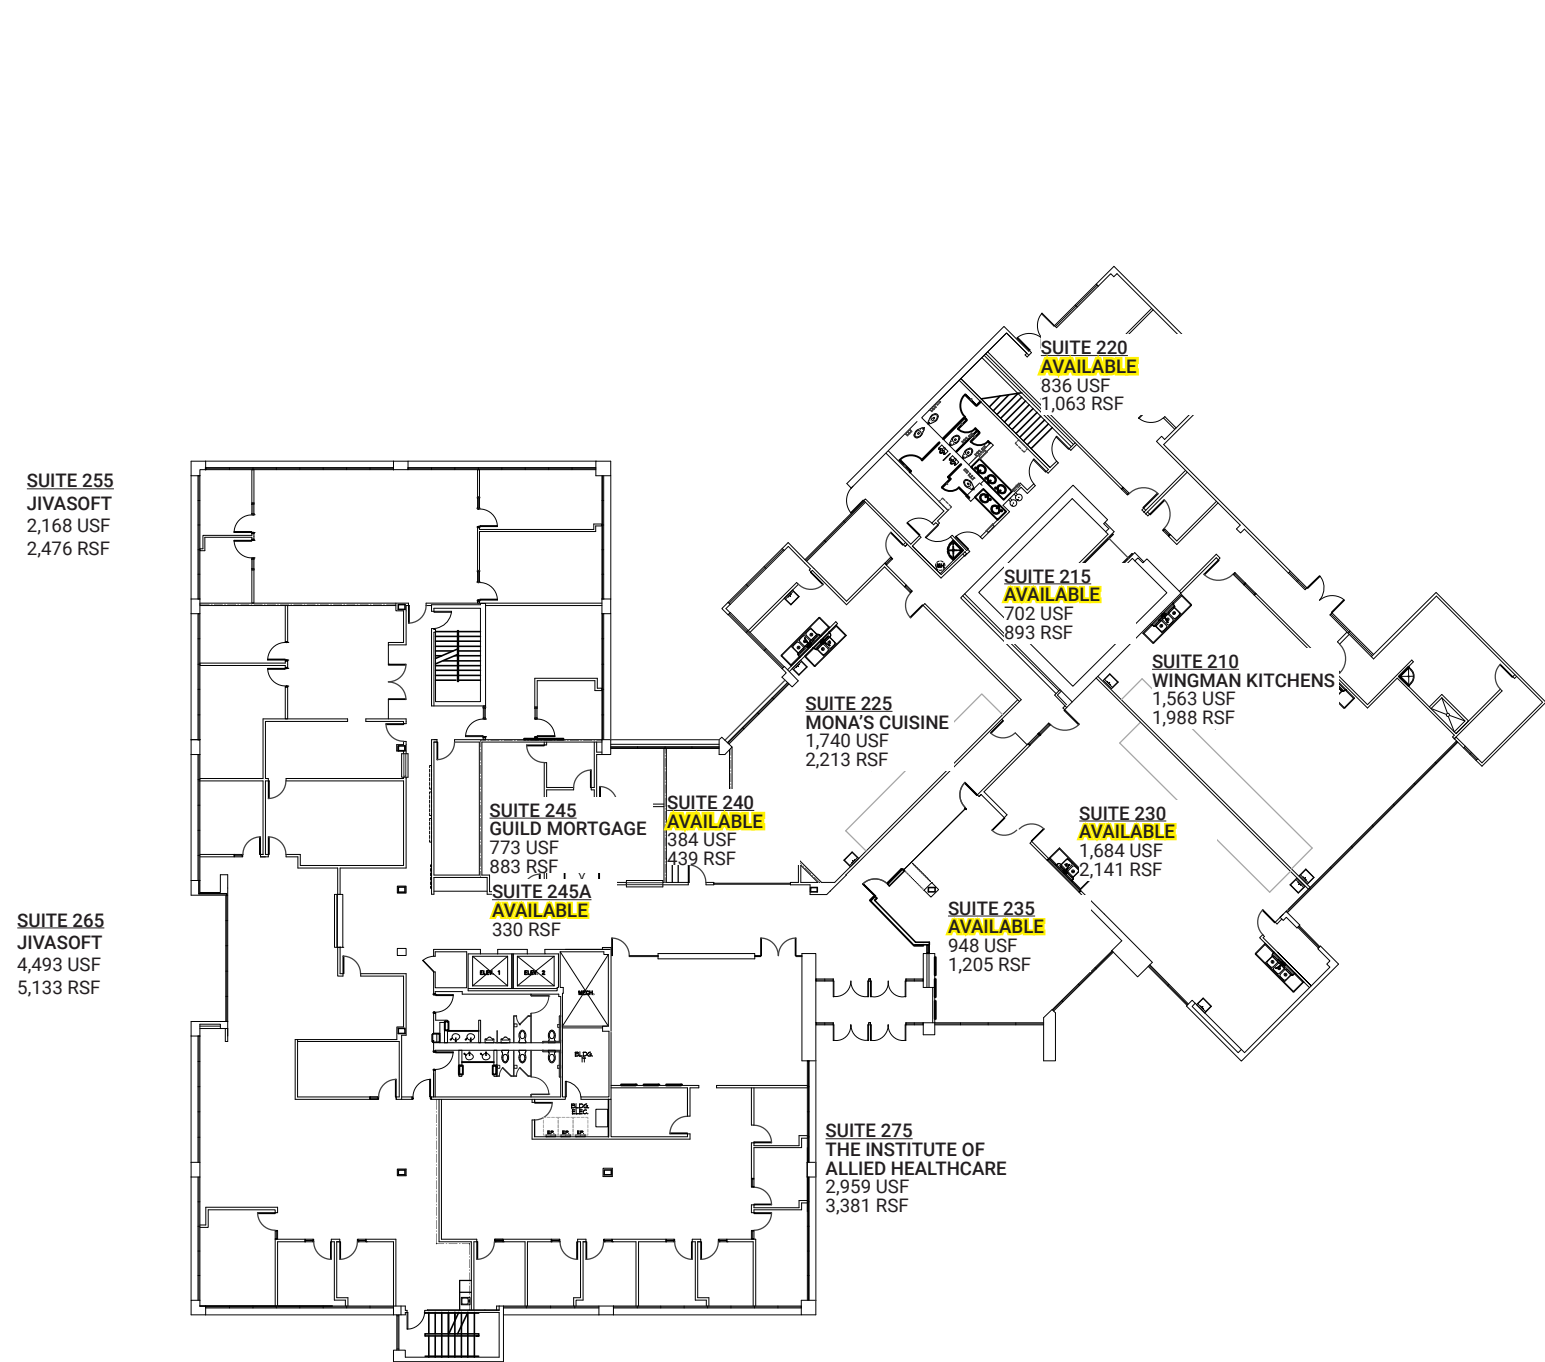 SUITE 220
AVAILABLE
836 USF
1,063 RSF
SUITE 255
JIVASOFT
2,168 USF
2,476 RSF
SUITE 215
AVAILABLE
702 USF
893 RSF
SUITE 210
WINGMAN KITCHENS
1,563 USF
1,988 RSF
SUITE 225
MONA'S CUISINE
1,740 USF
2,213 RSF
SUITE 245
GUILD MORTGAGE
773 USF
883 RSF
SUITE 240
AVAILABLE
384 USF
439 RSF
SUITE 230
AVAILABLE
1,684 USF
2,141 RSF
SUITE 245A
AVAILABLE
330 RSF
SUITE 265
JIVASOFT
4,493 USF
5,133 RSF
SUITE 235
AVAILABLE
948 USF
1,205 RSF
ELEV. 1
ELEV. 2
MECH.
BLDG.
IT
BLDG.
ELEC.
SUITE 275
THE INSTITUTE OF
ALLIED HEALTHCARE
2,959 USF
3,381 RSF